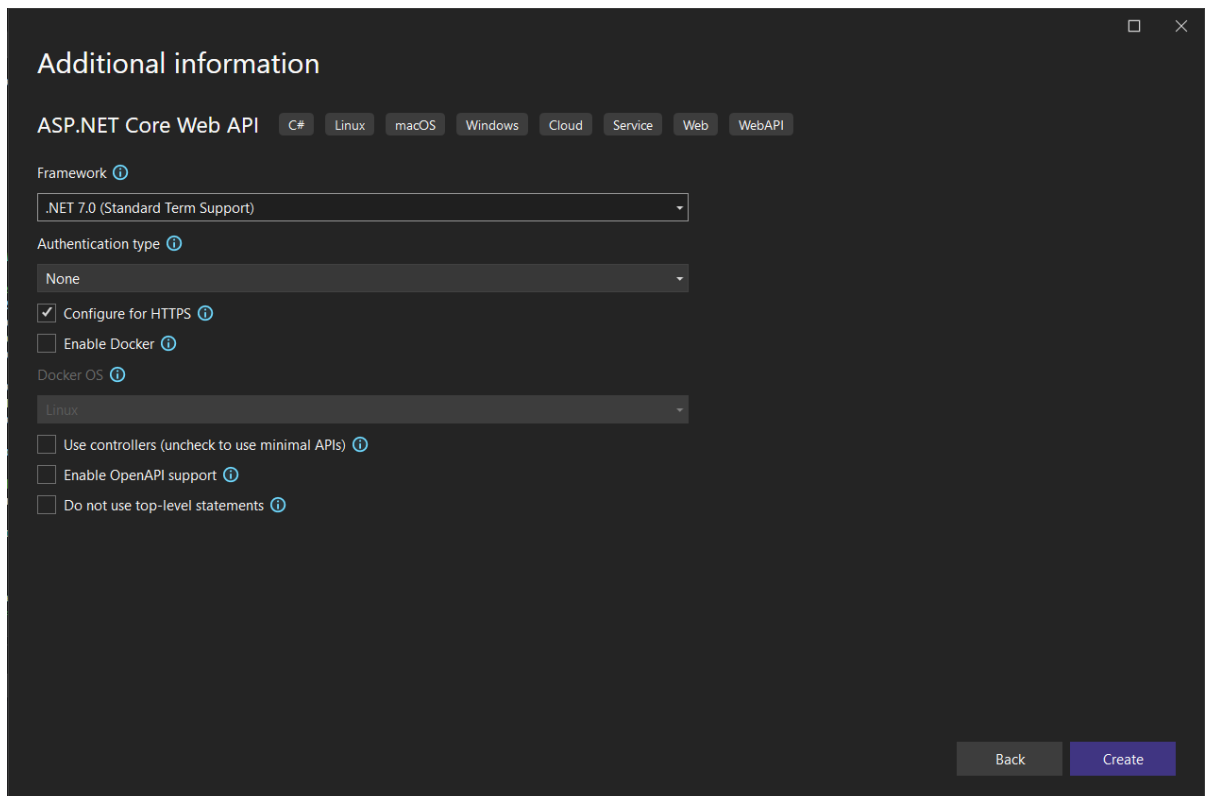 Additional information
ASP.NET Core Web API C# Linux macOS Windows Cloud Service Web WebAPI
Framework
.NET 7.0 (Standard Term Support)
Authentication type
None
Configure for HTTPS
Enable Docker
Docker OS
Linux
Use controllers (uncheck to use minimal APIs)
Enable OpenAPI support
Do not use top-level statements
Back Create